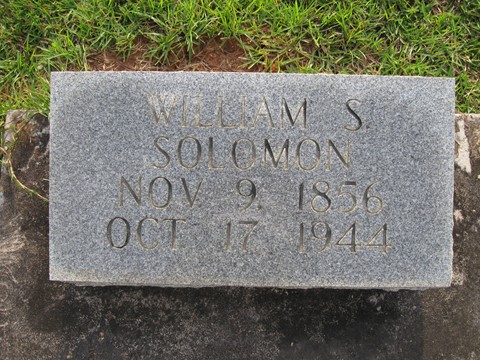 WILLIAM S.
SOLOMON
NOV. 9. 1856
OCT 17 1944